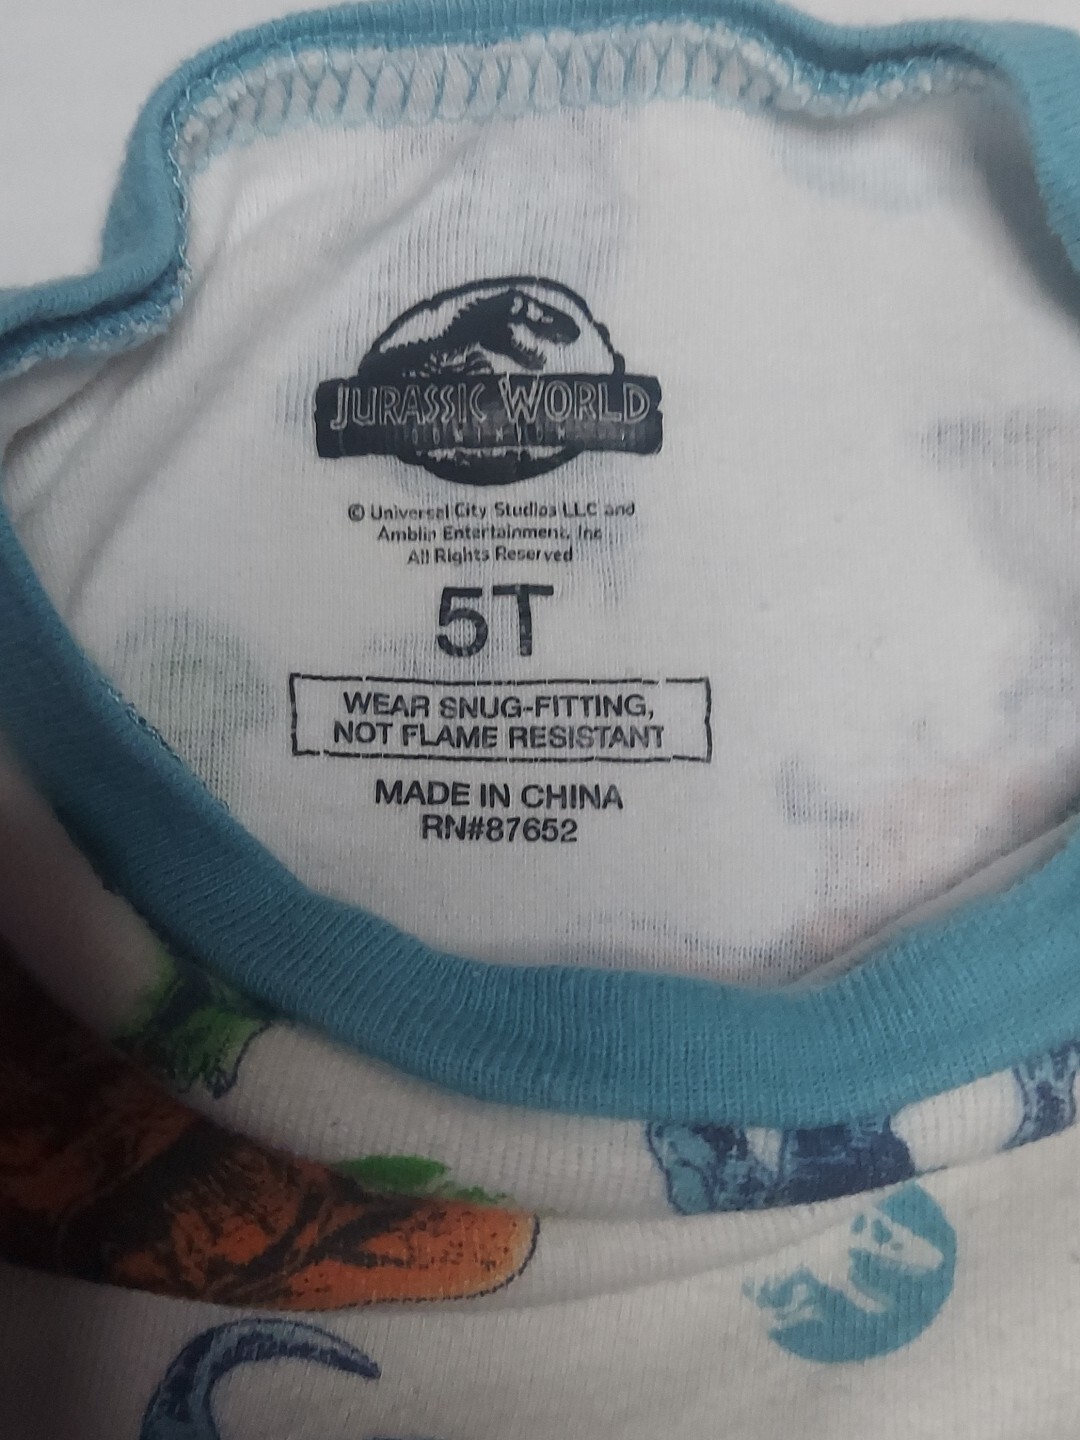 JURASSIC WORLD
DOMINION
© Universal City Studios LLC and
Amblin Entertainment, Inc
All Rights Reserved
5T
WEAR SNUG-FITTING,
NOT FLAME RESISTANT
MADE IN CHINA
RN#87652